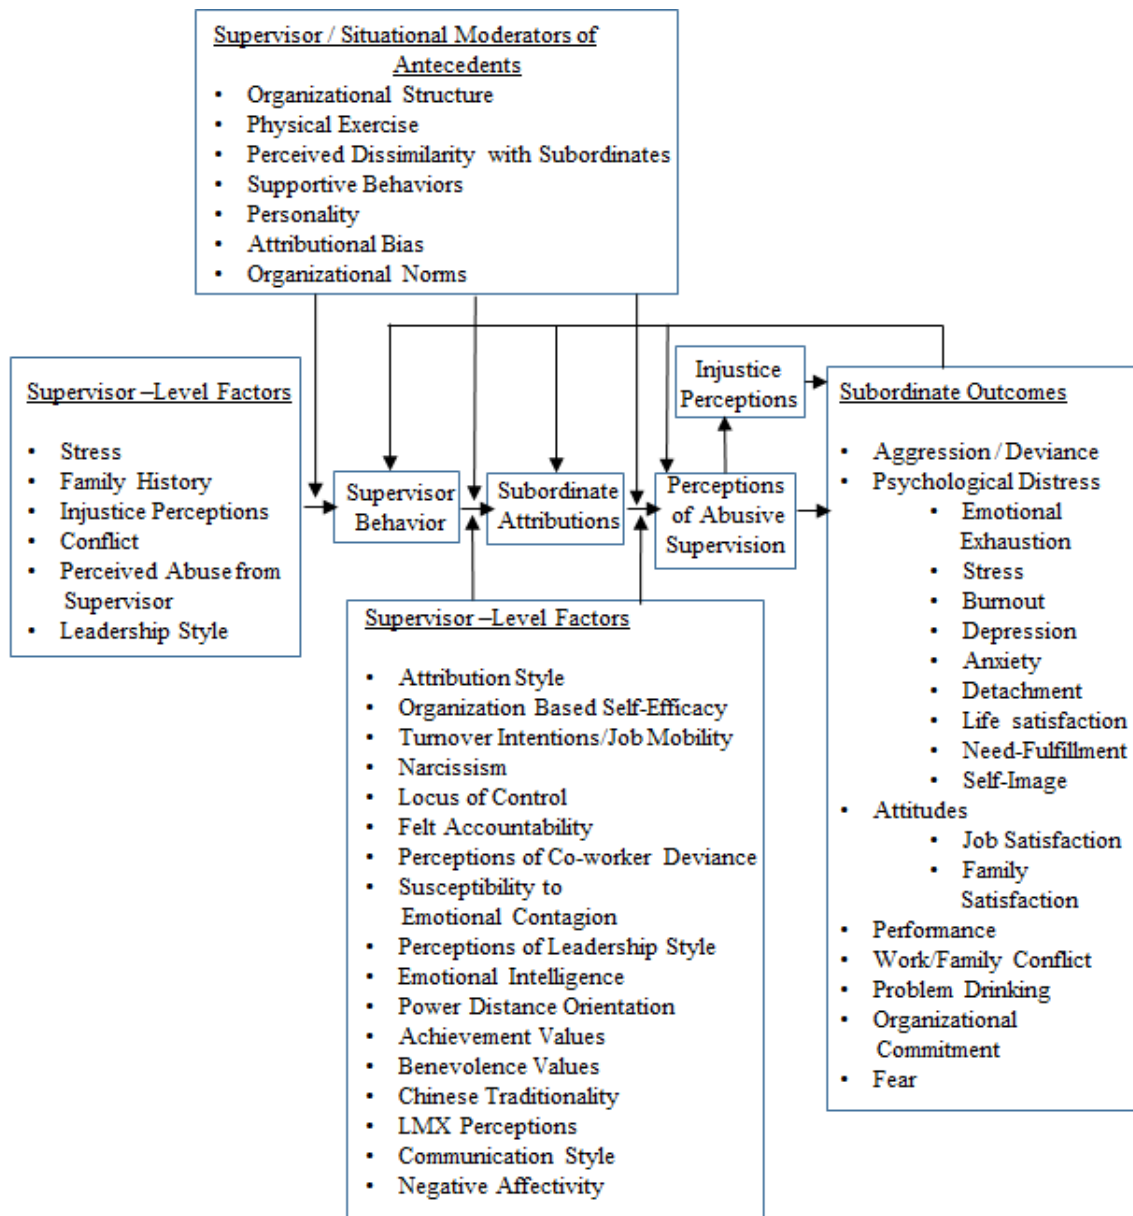 Supervisor / Situational Moderators of
Antecedents
• Organizational Structure
• Physical Exercise
• Perceived Dissimilarity with Subordinates
• Supportive Behaviors
• Personality
• Attributional Bias
• Organizational Norms
Supervisor –Level Factors
• Stress
• Family History
• Injustice Perceptions
• Conflict
• Perceived Abuse from
Supervisor
• Leadership Style
Supervisor
Behavior
Subordinate
Attributions
Perceptions
of Abusive
Supervision
Injustice
Perceptions
Supervisor –Level Factors
• Attribution Style
• Organization Based Self-Efficacy
• Turnover Intentions/Job Mobility
• Narcissism
• Locus of Control
• Felt Accountability
• Perceptions of Co-worker Deviance
• Susceptibility to
Emotional Contagion
• Perceptions of Leadership Style
• Emotional Intelligence
• Power Distance Orientation
• Achievement Values
• Benevolence Values
• Chinese Traditionality
• LMX Perceptions
• Communication Style
• Negative Affectivity
Subordinate Outcomes
• Aggression / Deviance
• Psychological Distress
• Emotional
Exhaustion
• Stress
• Burnout
• Depression
• Anxiety
• Detachment
• Life satisfaction
• Need-Fulfillment
• Self-Image
• Attitudes
• Job Satisfaction
• Family
Satisfaction
• Performance
• Work/Family Conflict
• Problem Drinking
• Organizational
Commitment
• Fear